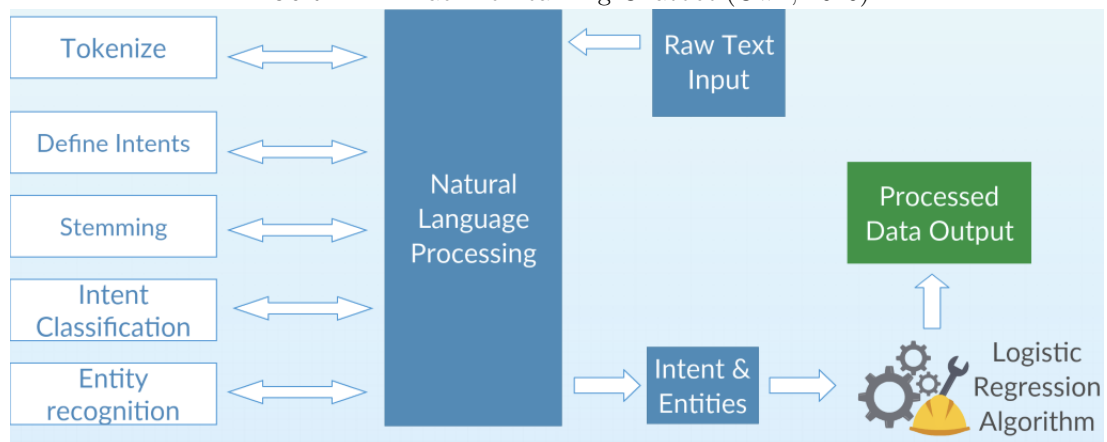 Tokenize
Define Intents
Stemming
Intent
Classification
Entity
recognition
Natural
Language
Processing
Raw Text
Input
Intent &
Entities
Processed
Data Output
Logistic
Regression
Algorithm